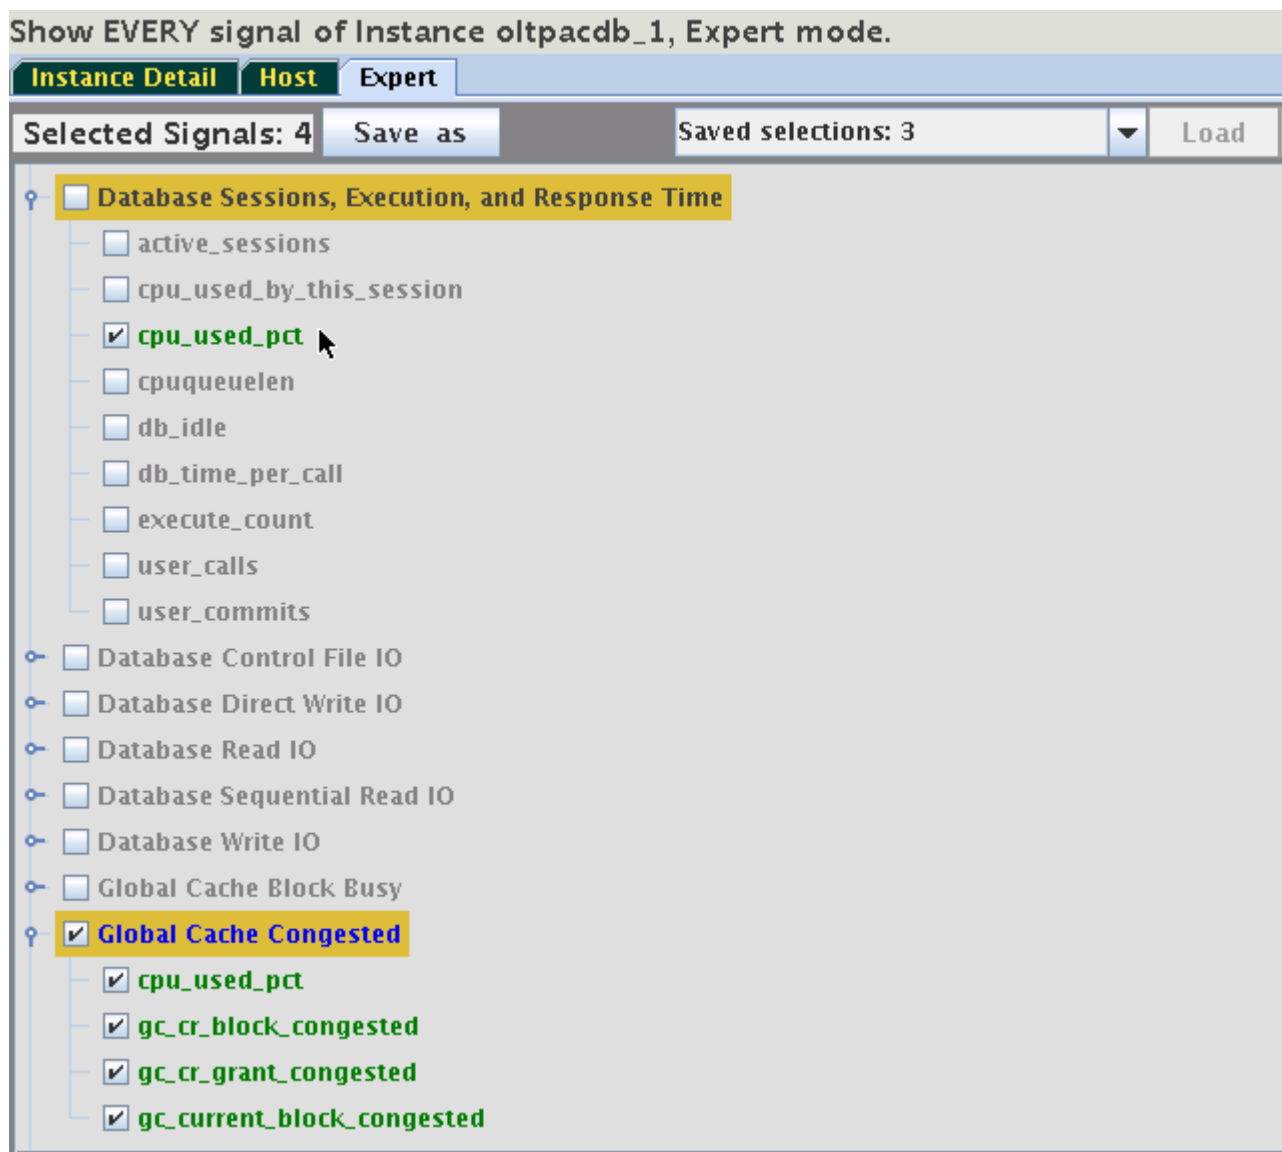 Show EVERY signal of Instance oltpacdb_1, Expert mode.
Instance Detail Host Expert
Selected Signals: 4 Save as Saved selections: 3 Load
Database Sessions, Execution, and Response Time
active_sessions
cpu_used_by_this_session
cpu_used_pct
cpuqueuelen
db_idle
db_time_per_call
execute_count
user_calls
user_commits
Database Control File IO
Database Direct Write IO
Database Read IO
Database Sequential Read IO
Database Write IO
Global Cache Block Busy
Global Cache Congested
cpu_used_pct
gc_cr_block_congested
gc_cr_grant_congested
gc_current_block_congested